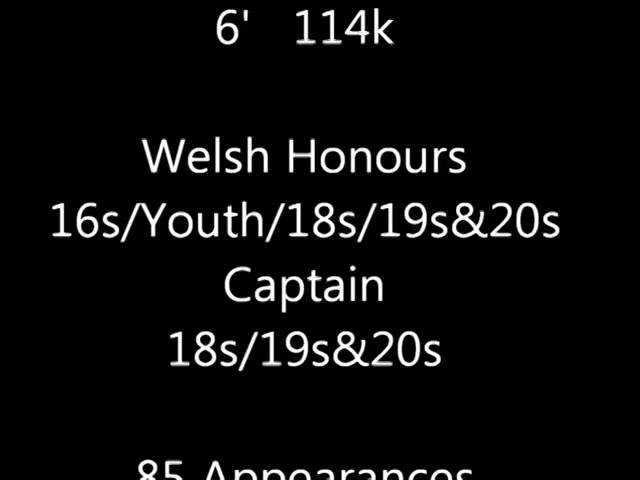 6' 114k
Welsh Honours
16s/Youth/18s/19s&20s
Captain
18s/19s&20s
85 Appearances